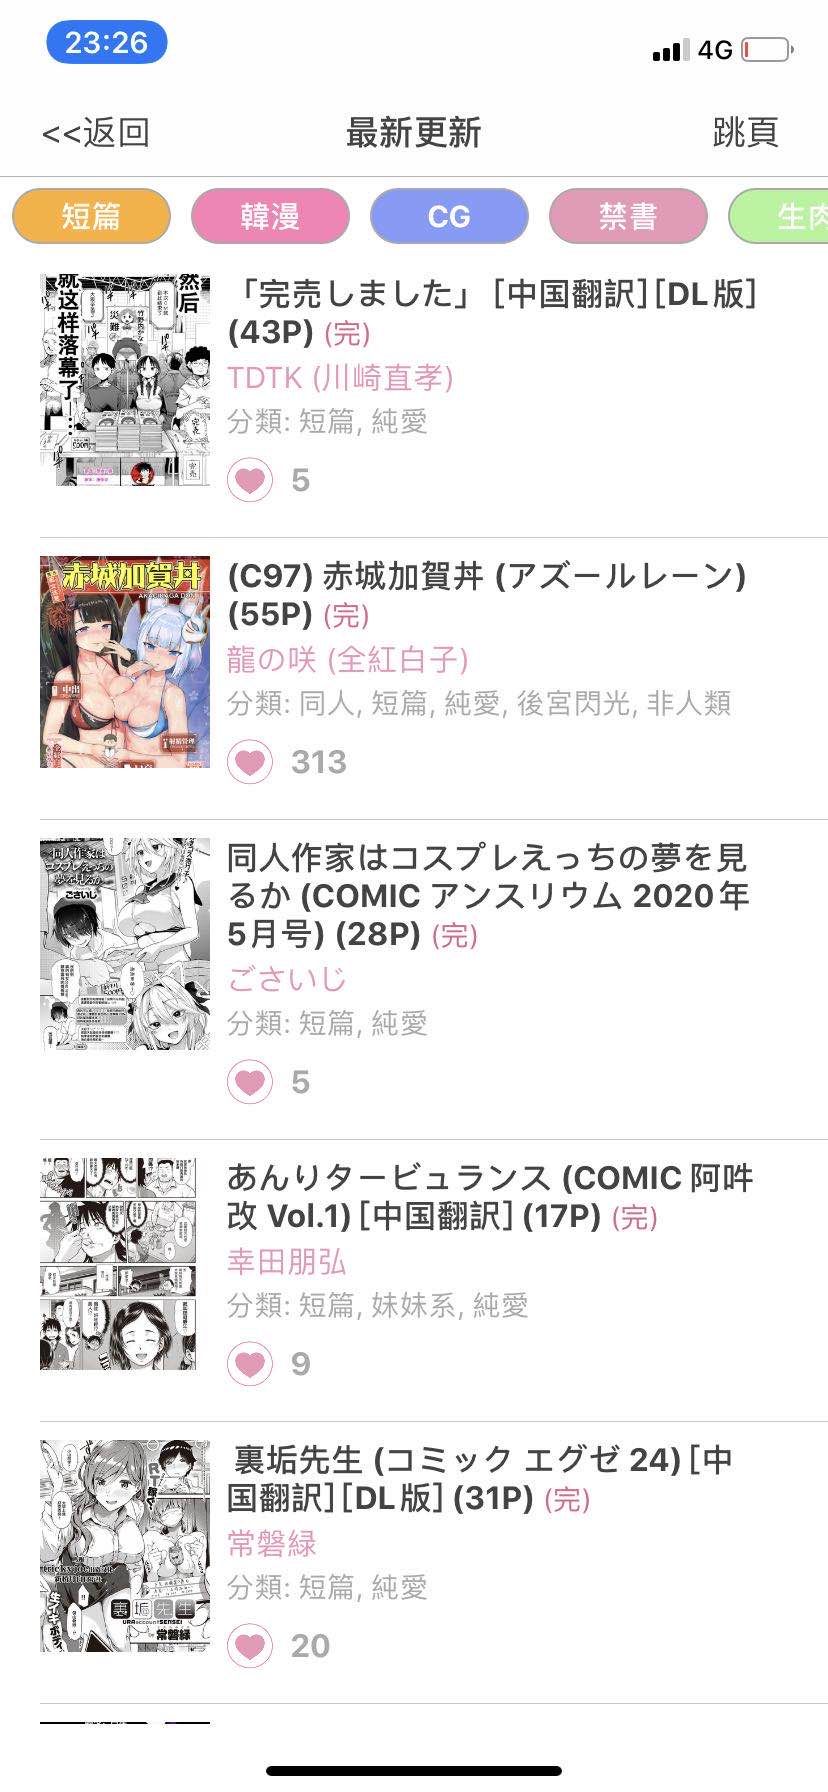 23:26
4G
<<返回 最新更新 跳頁
短篇 韓漫 CG 禁書 生肉
然后
就这样落幕了…
「完売しました」 [中国翻訳] [DL版]
(43P) (完)
TDTK (川崎直孝)
分類: 短篇, 純愛
5
赤城加賀丼
(C97) 赤城加賀丼 (アズールレーン)
(55P) (完)
龍の咲 (全紅白子)
分類: 同人, 短篇, 純愛, 後宮閃光, 非人類
313
同人作家は
コスプレえっちの
夢を見るか
ごさいじ
同人作家はコスプレえっちの夢を見
るか (COMIC アンスリウム 2020年
5月号) (28P) (完)
ごさいじ
分類: 短篇, 純愛
5
あんりタービュランス (COMIC 阿吽
改 Vol.1) [中国翻訳] (17P) (完)
幸田朋弘
分類: 短篇, 妹妹系, 純愛
9
裏垢先生
常磐緑
裏垢先生 (コミック エグゼ 24) [中
国翻訳] [DL版] (31P) (完)
常磐緑
分類: 短篇, 純愛
20